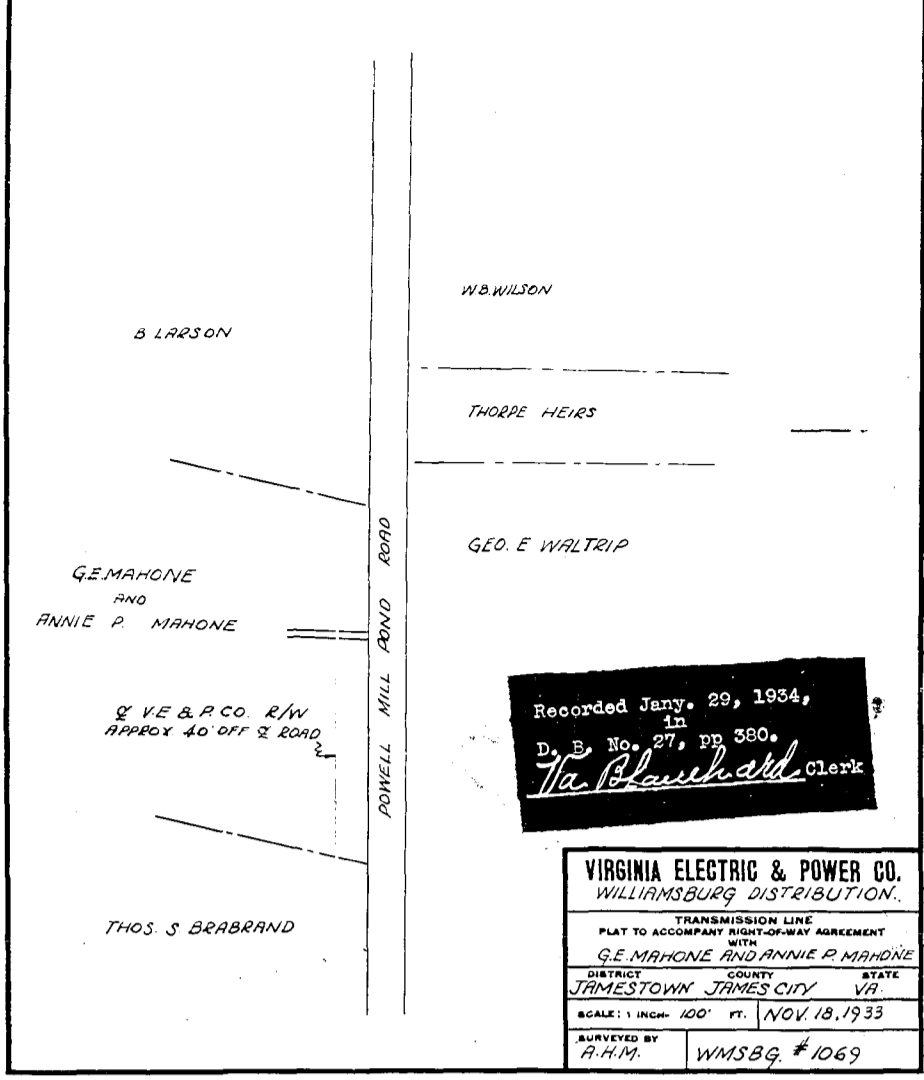 W.B. WILSON
B LARSON
THORPE HEIRS
GEO. E WALTRIP
G.E. MAHONE
AND
ANNIE P. MAHONE
POWELL MILL POND ROAD
℄ V.E & P. CO. R/W
APPROX 40' OFF ℄ ROAD
THOS. S BRABRAND
Recorded Jany. 29, 1934,
in
D. B. No. 27, pp 380.
Va Blanchard Clerk
VIRGINIA ELECTRIC & POWER CO.
WILLIAMSBURG DISTRIBUTION.
TRANSMISSION LINE
PLAT TO ACCOMPANY RIGHT-OF-WAY AGREEMENT
WITH
G.E. MAHONE AND ANNIE P. MAHONE
DISTRICT COUNTY STATE
JAMESTOWN JAMES CITY VA.
SCALE: 1 INCH- 100' FT. NOV. 18, 1933
SURVEYED BY
A.H.M. WMSBG. #1069